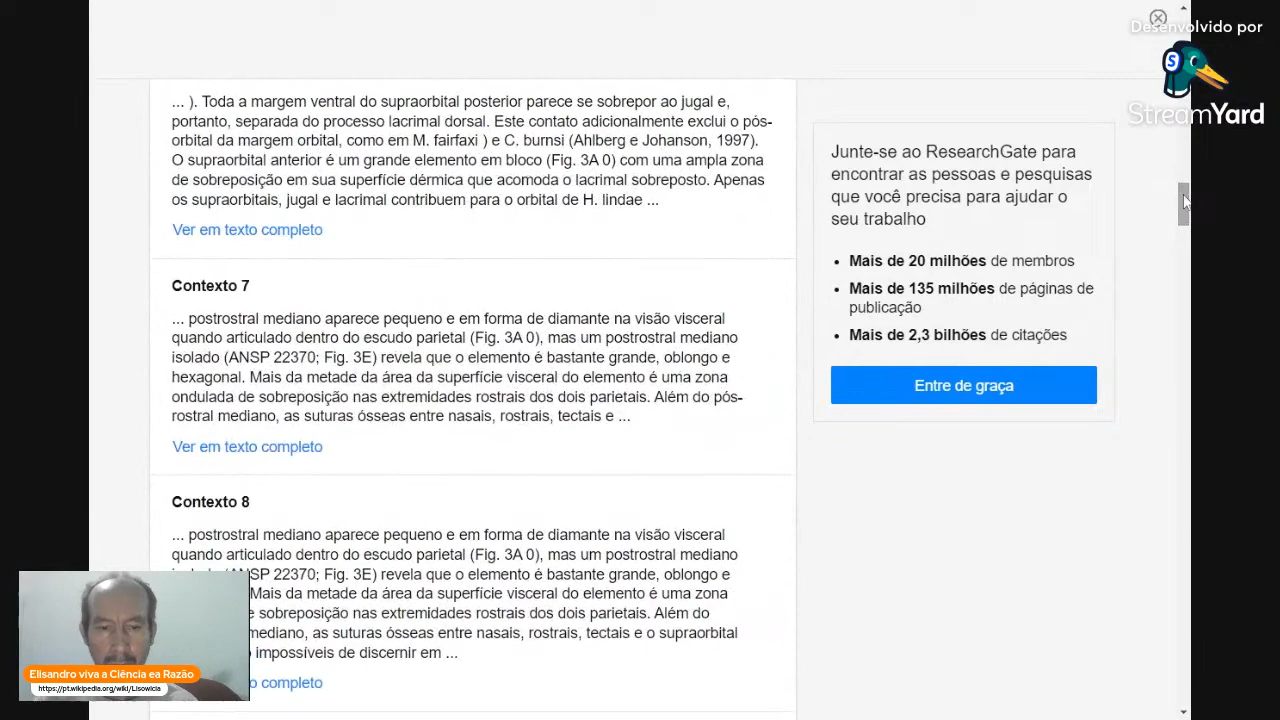 Desenvolvido por
S
StreamYard
... ). Toda a margem ventral do supraorbital posterior parece se sobrepor ao jugal e,
portanto, separada do processo lacrimal dorsal. Este contato adicionalmente exclui o pós-
orbital da margem orbital, como em M. fairfaxi ) e C. burnsi (Ahlberg e Johanson, 1997).
O supraorbital anterior é um grande elemento em bloco (Fig. 3A 0) com uma ampla zona
de sobreposição em sua superfície dérmica que acomoda o lacrimal sobreposto. Apenas
os supraorbitais, jugal e lacrimal contribuem para o orbital de H. lindae ...
Ver em texto completo
Contexto 7
... postrostral mediano aparece pequeno e em forma de diamante na visão visceral
quando articulado dentro do escudo parietal (Fig. 3A 0), mas um postrostral mediano
isolado (ANSP 22370; Fig. 3E) revela que o elemento é bastante grande, oblongo e
hexagonal. Mais da metade da área da superfície visceral do elemento é uma zona
ondulada de sobreposição nas extremidades rostrais dos dois parietais. Além do pós-
rostral mediano, as suturas ósseas entre nasais, rostrais, tectais e ...
Ver em texto completo
Contexto 8
... postrostral mediano aparece pequeno e em forma de diamante na visão visceral
quando articulado dentro do escudo parietal (Fig. 3A 0), mas um postrostral mediano
ANSP 22370; Fig. 3E) revela que o elemento é bastante grande, oblongo e
Mais da metade da área da superfície visceral do elemento é uma zona
sobreposição nas extremidades rostrais dos dois parietais. Além do
mediano, as suturas ósseas entre nasais, rostrais, tectais e o supraorbital
impossíveis de discernir em ...
completo
Junte-se ao ResearchGate para
encontrar as pessoas e pesquisas
que você precisa para ajudar o
seu trabalho
• Mais de 20 milhões de membros
• Mais de 135 milhões de páginas de
publicação
• Mais de 2,3 bilhões de citações
Entre de graça
Elisandro viva a Ciência ea Razão
https://pt.wikipedia.org/wiki/Lisowicia